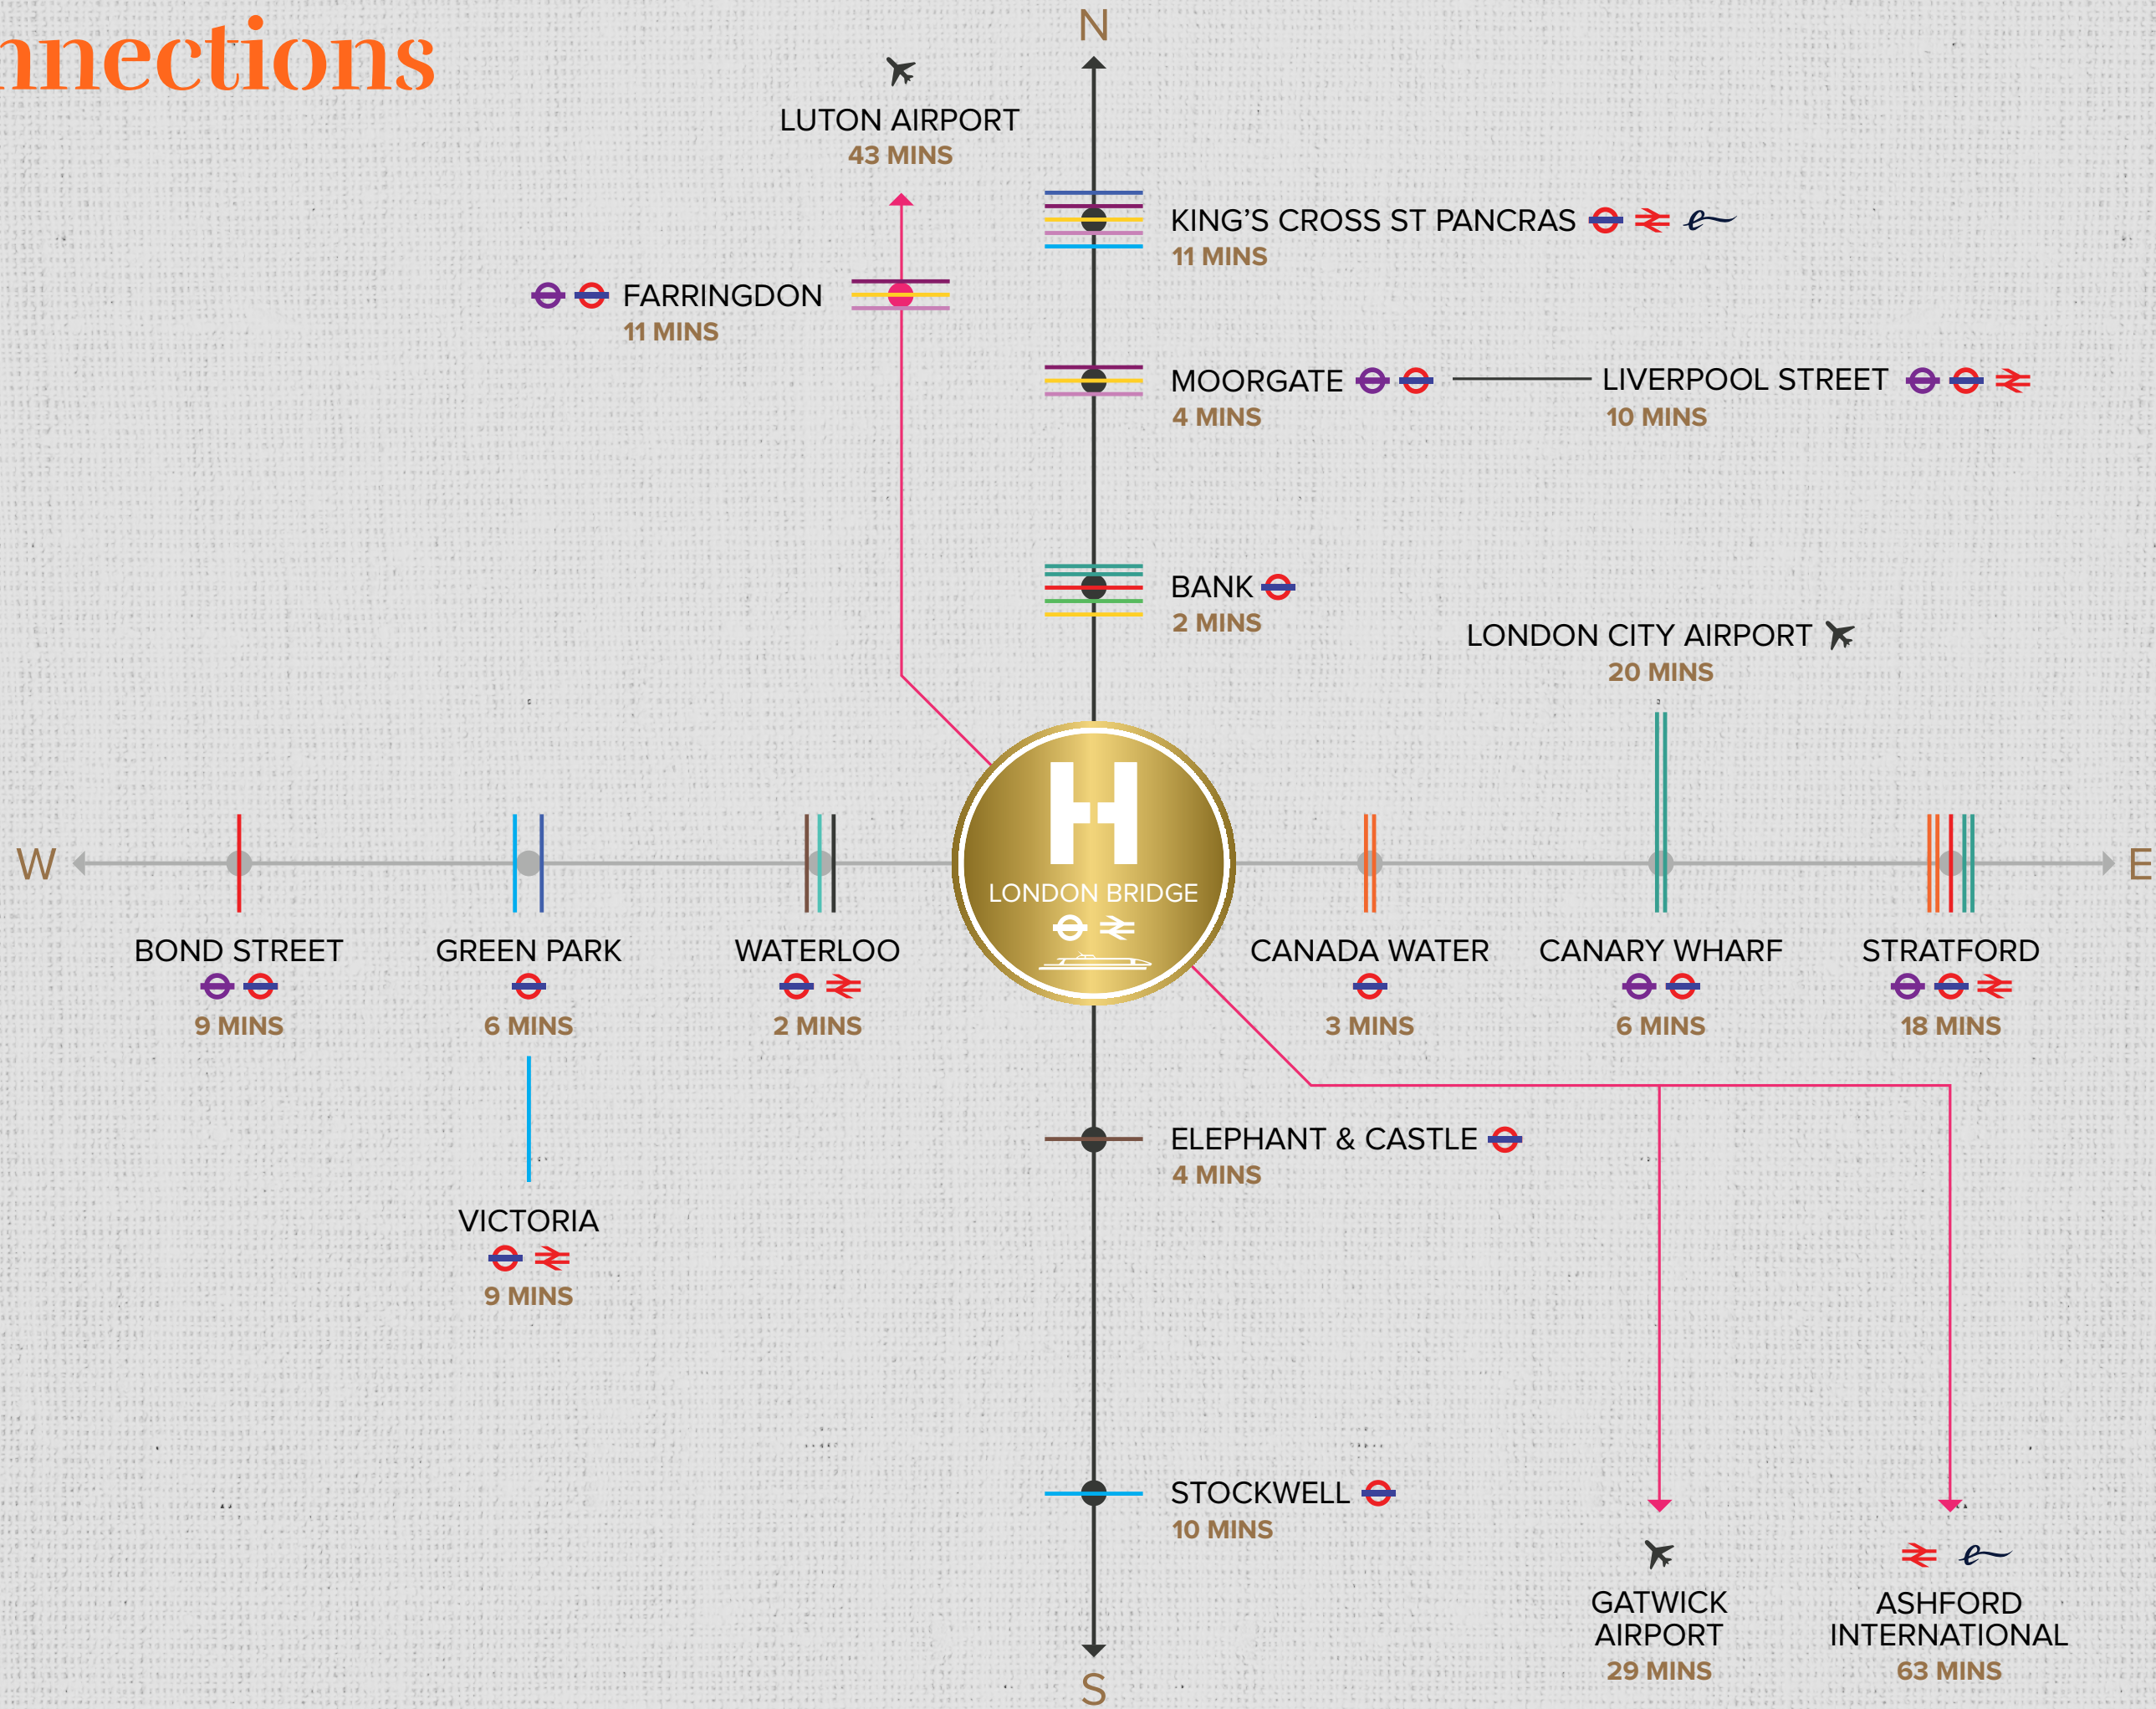 nnections
N
LUTON AIRPORT
43 MINS
KING’S CROSS ST PANCRAS
11 MINS
FARRINGDON
11 MINS
MOORGATE
4 MINS
LIVERPOOL STREET
10 MINS
BANK
2 MINS
LONDON CITY AIRPORT
20 MINS
H
LONDON BRIDGE
W
E
BOND STREET
9 MINS
GREEN PARK
6 MINS
WATERLOO
2 MINS
CANADA WATER
3 MINS
CANARY WHARF
6 MINS
STRATFORD
18 MINS
ELEPHANT & CASTLE
4 MINS
VICTORIA
9 MINS
STOCKWELL
10 MINS
GATWICK
AIRPORT
29 MINS
ASHFORD
INTERNATIONAL
63 MINS
S